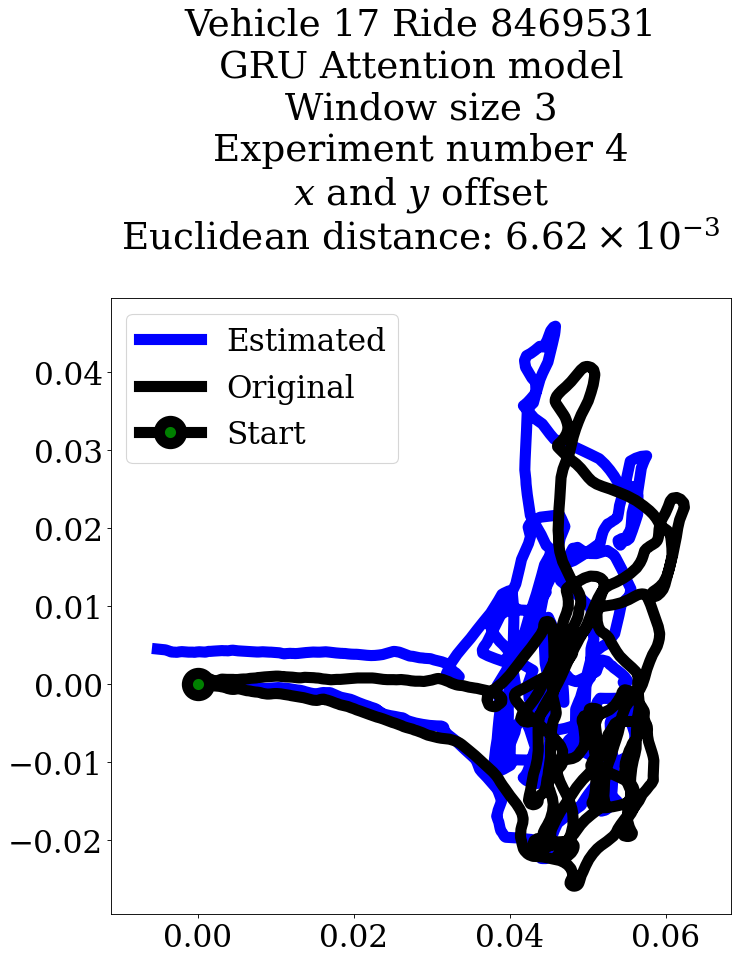 Vehicle 17 Ride 8469531
GRU Attention model
Window size 3
Experiment number 4
x and y offset
Euclidean distance: 6.62 × 10⁻³
Estimated
Original
Start
0.04
0.03
0.02
0.01
0.00
−0.01
−0.02
0.00 0.02 0.04 0.06